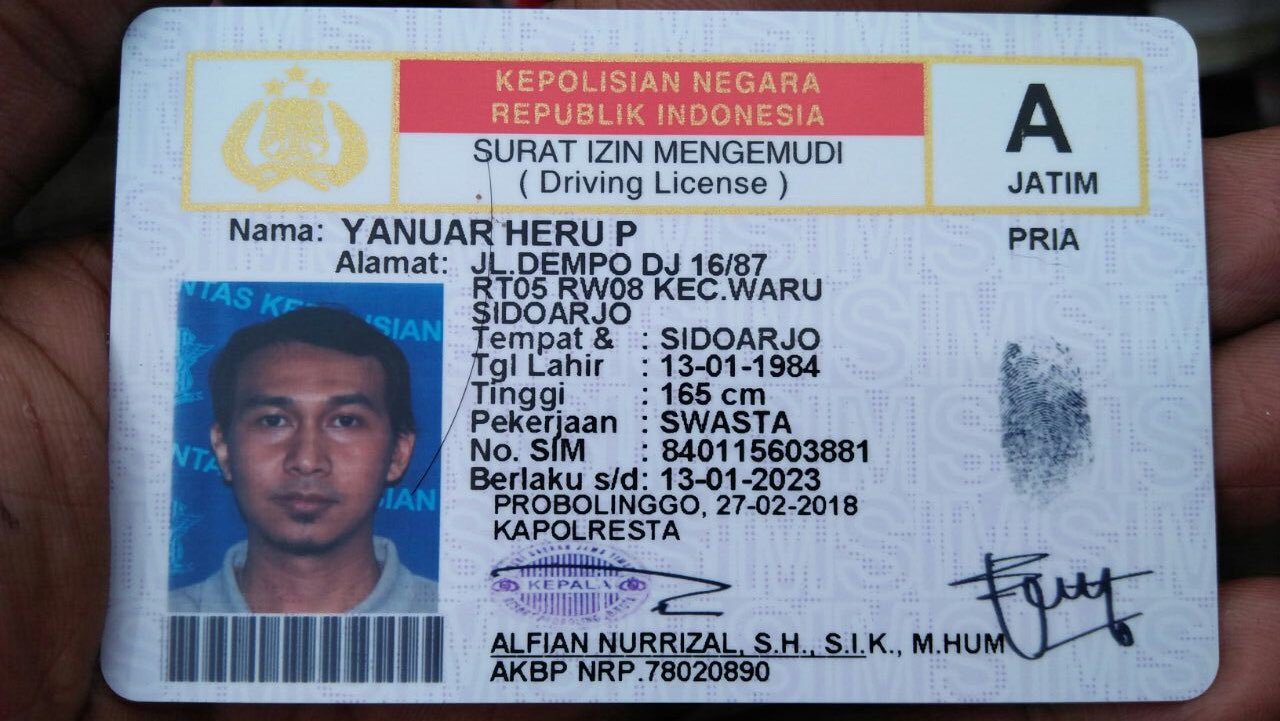 KEPOLISIAN NEGARA
REPUBLIK INDONESIA
SURAT IZIN MENGEMUDI
( Driving License )
A
JATIM
Nama: YANUAR HERU P
PRIA
Alamat: JL.DEMPO DJ 16/87
RT05 RW08 KEC.WARU
SIDOARJO
Tempat & : SIDOARJO
Tgl Lahir : 13-01-1984
Tinggi : 165 cm
Pekerjaan : SWASTA
No. SIM : 840115603881
Berlaku s/d: 13-01-2023
PROBOLINGGO, 27-02-2018
KAPOLRESTA
KEPALA
ALFIAN NURRIZAL, S.H., S.I.K., M.HUM
AKBP NRP.78020890